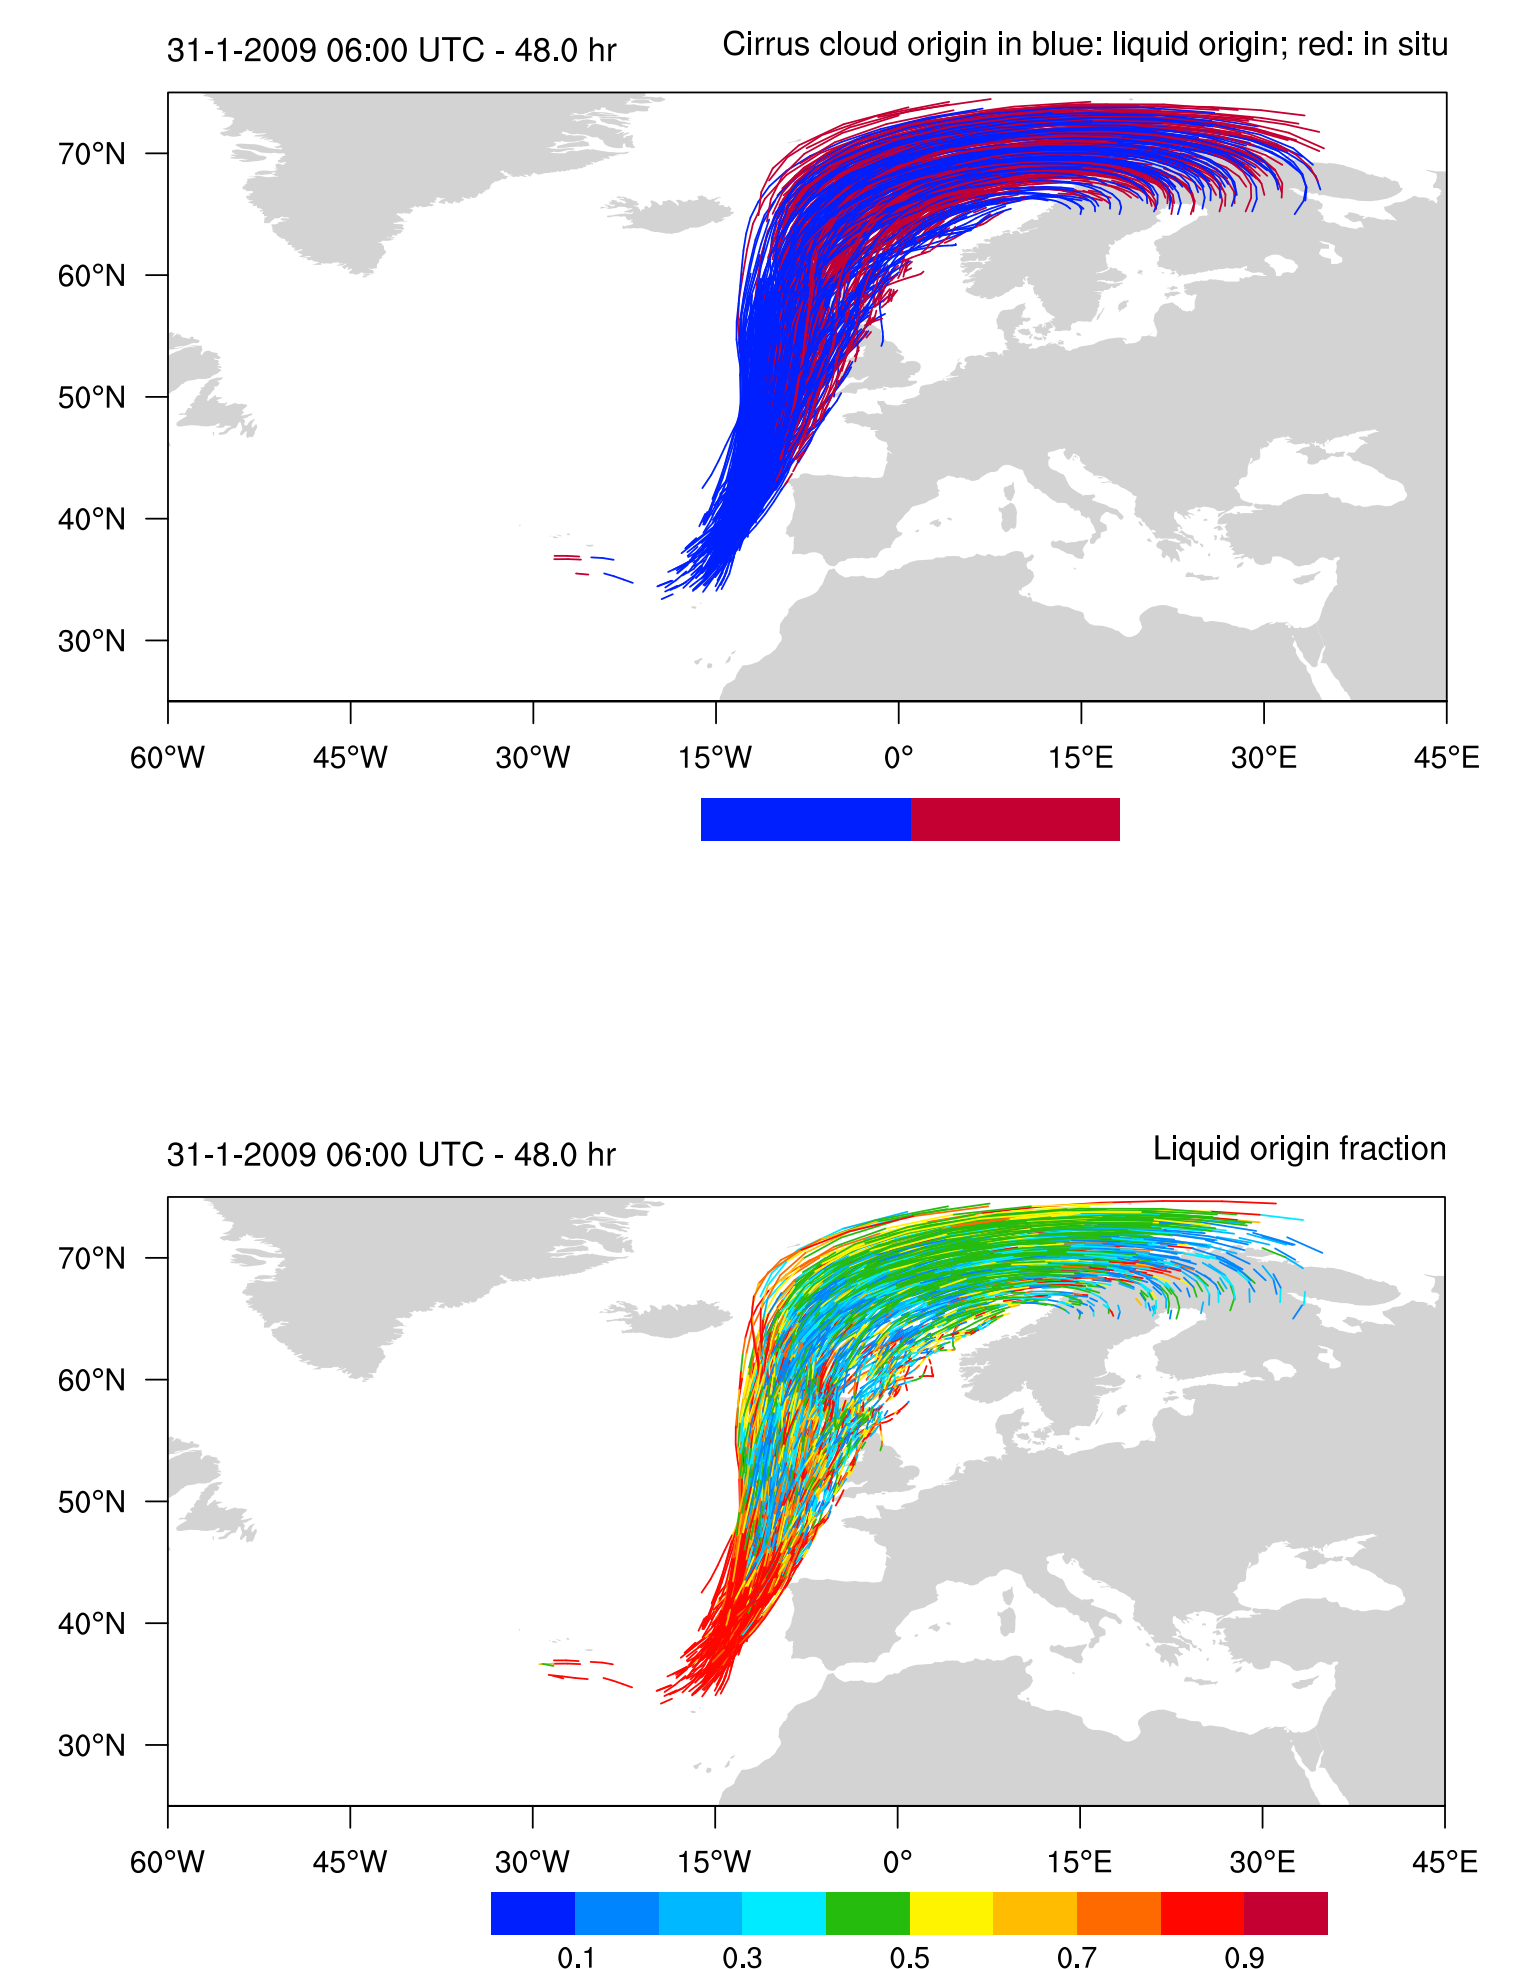 31-1-2009 06:00 UTC - 48.0 hr
Cirrus cloud origin in blue: liquid origin; red: in situ
70°N
60°N
50°N
40°N
30°N
60°W 45°W 30°W 15°W 0° 15°E 30°E 45°E
31-1-2009 06:00 UTC - 48.0 hr
Liquid origin fraction
70°N
60°N
50°N
40°N
30°N
60°W 45°W 30°W 15°W 0° 15°E 30°E 45°E
0.1 0.3 0.5 0.7 0.9